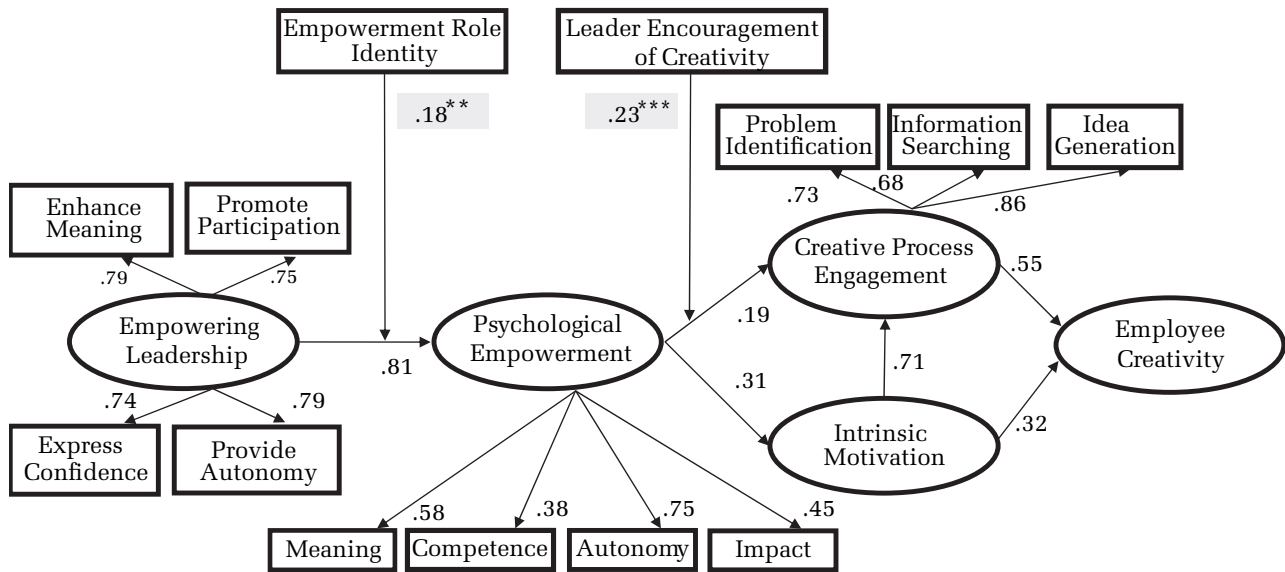 Empowerment Role
Identity
Leader Encouragement
of Creativity
.18**
.23***
Problem
Identification
Information
Searching
Idea
Generation
.73
.68
.86
Enhance
Meaning
Promote
Participation
.79
.75
Creative Process
Engagement
.55
Empowering
Leadership
.81
Psychological
Empowerment
.19
.31
.71
Employee
Creativity
.74
.79
Express
Confidence
Provide
Autonomy
Intrinsic
Motivation
.32
.58
.38
.75
.45
Meaning
Competence
Autonomy
Impact